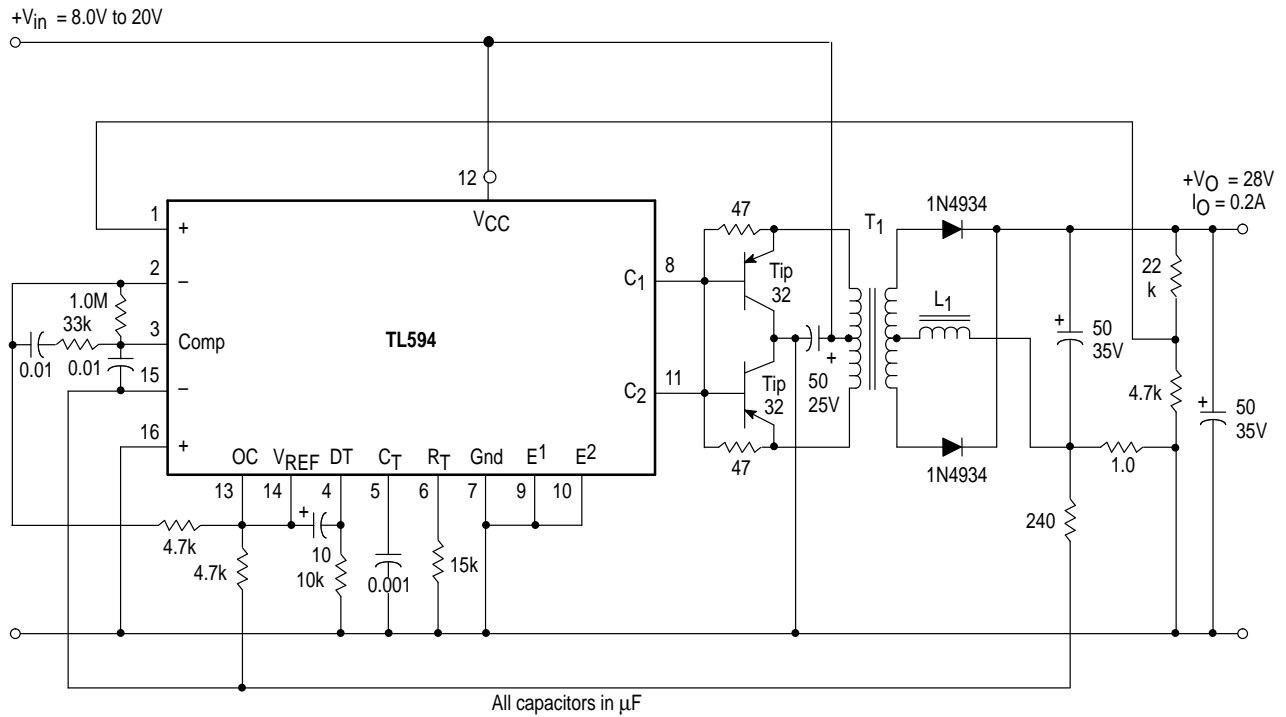 +Vin = 8.0V to 20V
12
VCC
+VO = 28V
IO = 0.2A
1
+
47
T1
1N4934
2
–
C1
8
Tip
32
22
k
1.0M
33k
3
Comp
TL594
L1
+
50
35V
0.01
0.01
15
–
C2
11
Tip
32
+
50
25V
4.7k
+
50
35V
16
+
47
1N4934
1.0
OC
VREF
DT
CT
RT
Gnd
E1
E2
13
14
4
5
6
7
9
10
+
240
4.7k
4.7k
10
10k
0.001
15k
All capacitors in μF